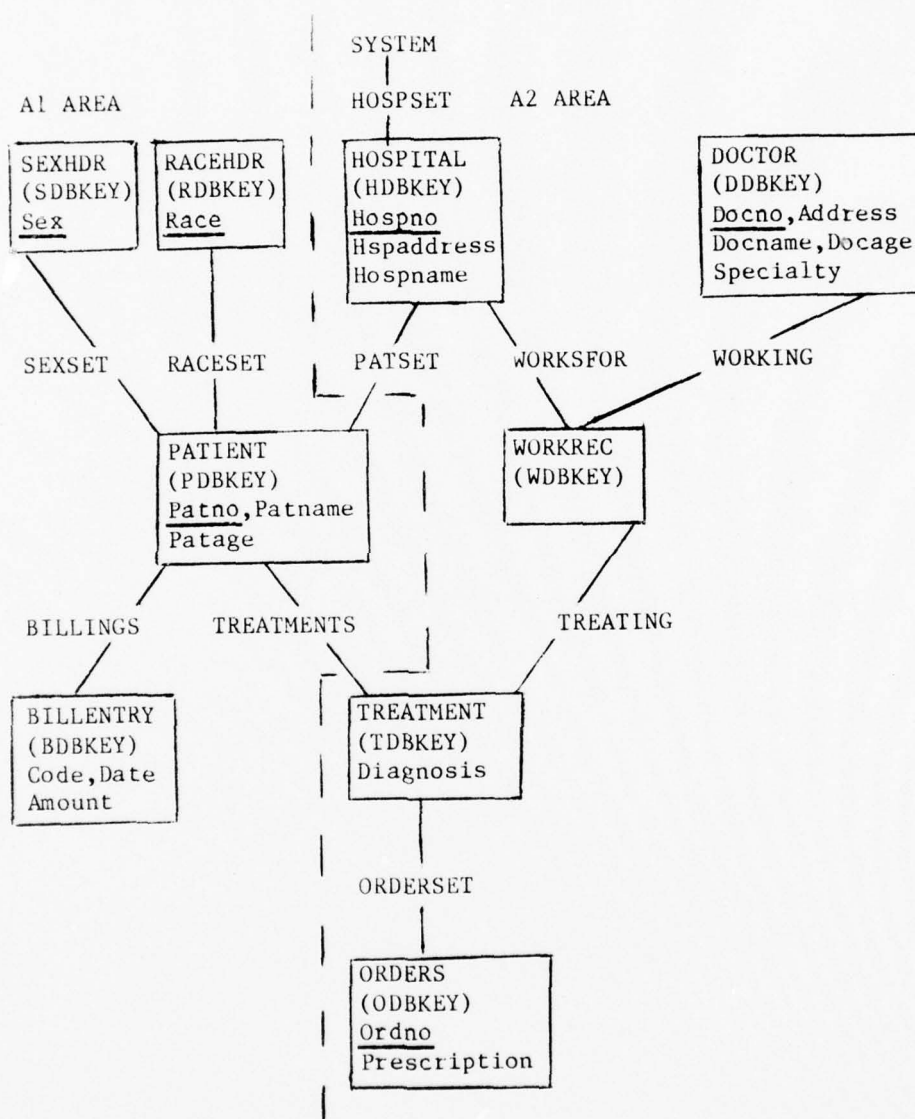 SYSTEM
A1 AREA
HOSPSET
A2 AREA
SEXHDR
(SDBKEY)
Sex
RACEHDR
(RDBKEY)
Race
HOSPITAL
(HDBKEY)
Hospno
Hspaddress
Hospname
DOCTOR
(DDBKEY)
Docno,Address
Docname,Docage
Specialty
SEXSET
RACESET
PATSET
WORKSFOR
WORKING
PATIENT
(PDBKEY)
Patno,Patname
Patage
WORKREC
(WDBKEY)
BILLINGS
TREATMENTS
TREATING
BILLENTRY
(BDBKEY)
Code,Date
Amount
TREATMENT
(TDBKEY)
Diagnosis
ORDERSET
ORDERS
(ODBKEY)
Ordno
Prescription